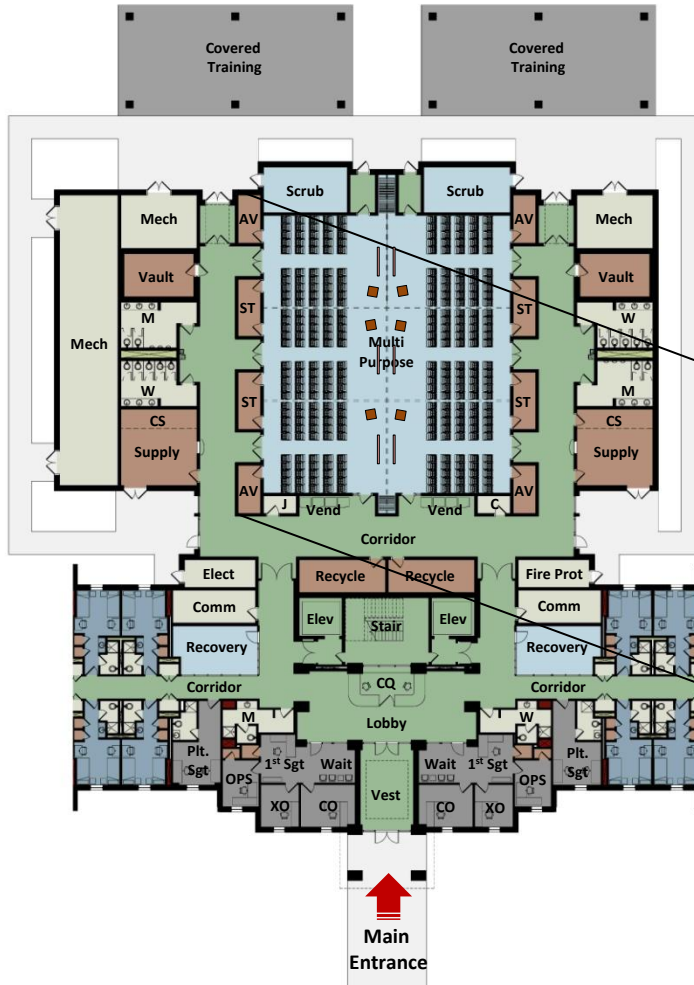 Covered
Training
Covered
Training
Scrub
Scrub
Mech
AV
AV
Mech
Vault
Vault
M
ST
ST
W
Mech
Multi
Purpose
W
ST
ST
M
CS
CS
Supply
Supply
AV
AV
J
Vend
Vend
C
Corridor
Elect
Recycle
Recycle
Fire Prot
Comm
Elev
Stair
Elev
Comm
Recovery
Recovery
Corridor
CQ
Corridor
M
Lobby
W
Plt.
Sgt
1st Sgt
Wait
Wait
1st Sgt
Plt.
Sgt
OPS
Vest
OPS
XO
CO
CO
XO
Main
Entrance